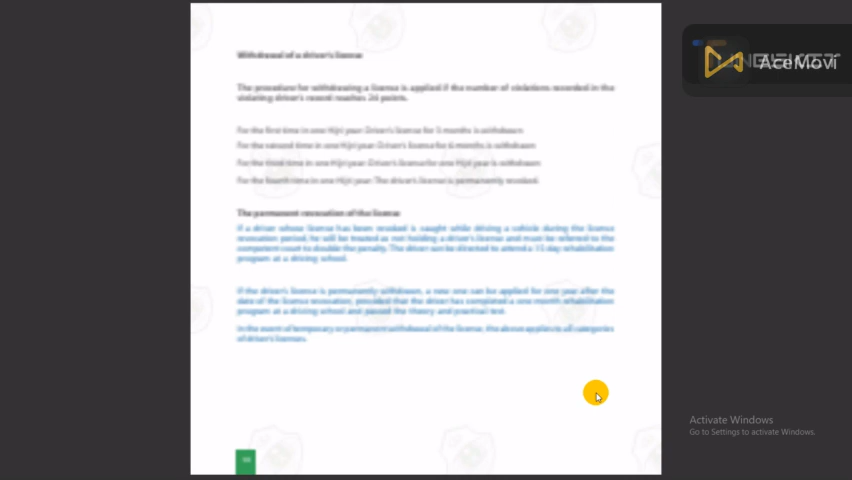 Withdrawal of a driver's license
The procedure for withdrawing a license is applied if the number of violations recorded in the
violating driver's record reaches 24 points.
For the first time in one Hijri year: Driver's license for 3 months is withdrawn
For the second time in one Hijri year: Driver's license for 6 months is withdrawn
For the third time in one Hijri year: Driver's license for one Hijri year is withdrawn
For the fourth time in one Hijri year: The driver's license is permanently revoked.
The permanent revocation of the license
If a driver whose license has been revoked is caught while driving a vehicle during the license
revocation period, he will be treated as not holding a driver's license and must be referred to the
competent court to double the penalty. The driver can be directed to attend a 15 day rehabilitation
program at a driving school.
If the driver's license is permanently withdrawn, a new one can be applied for one year after the
date of the license revocation, provided that the driver has completed a one month rehabilitation
program at a driving school and passed the theory and practical test.
In the event of temporary or permanent withdrawal of the license, the above applies to all categories
of driver's licenses.
AceMovi
Activate Windows
Go to Settings to activate Windows.